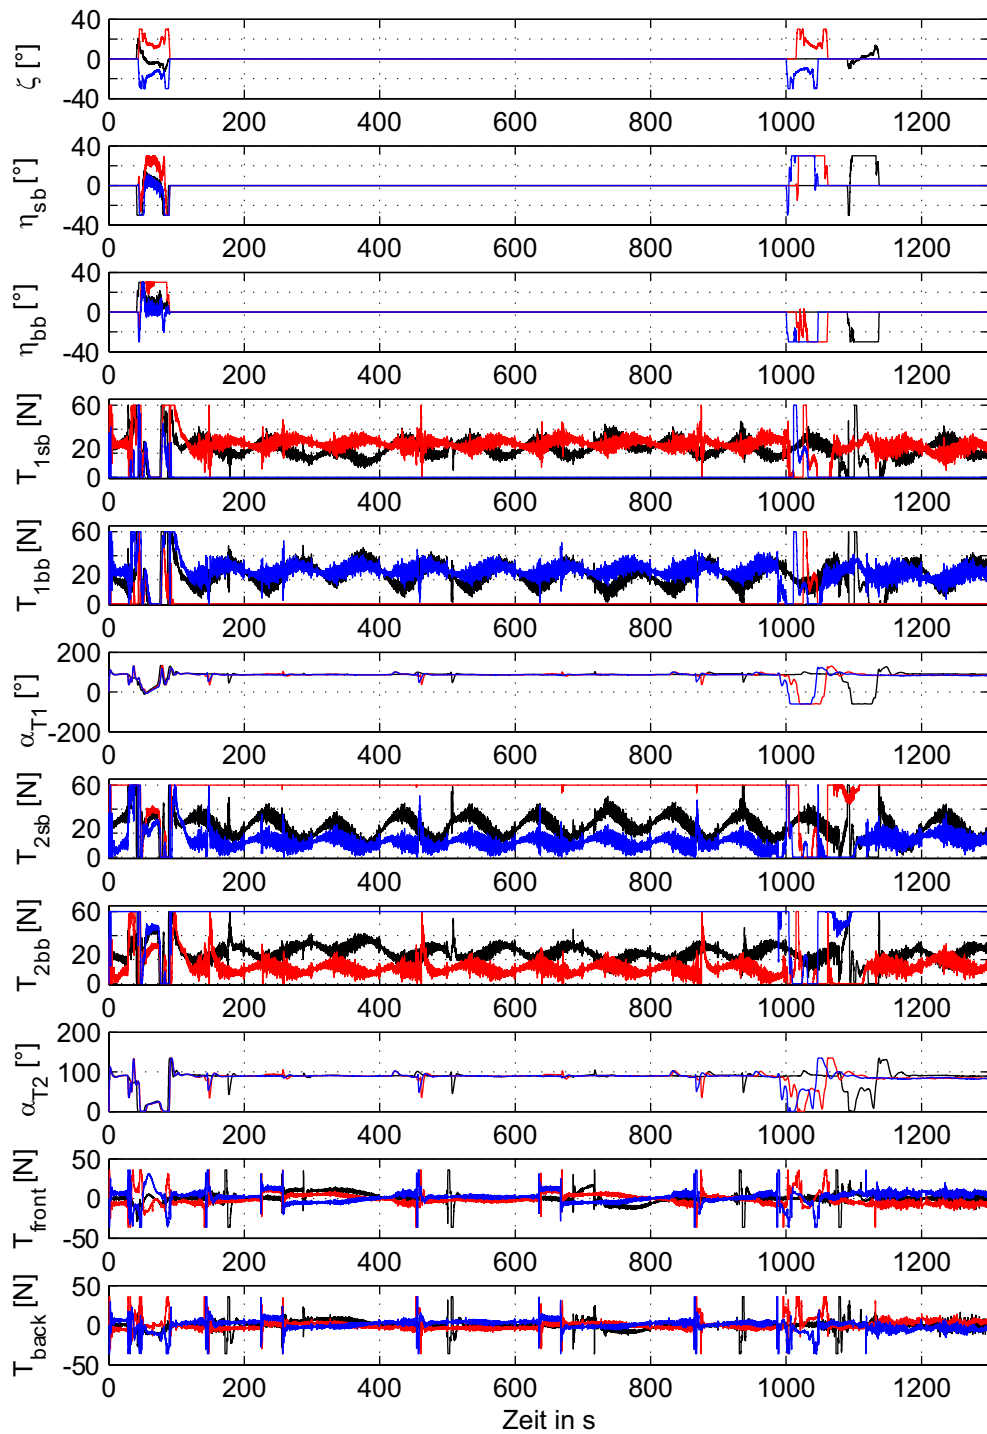 ζ [°]
40
0
-40
0 200 400 600 800 1000 1200
η_sb [°]
40
0
-40
0 200 400 600 800 1000 1200
η_bb [°]
40
0
-40
0 200 400 600 800 1000 1200
T_1sb [N]
60
20
0
0 200 400 600 800 1000 1200
T_1bb [N]
60
20
0
0 200 400 600 800 1000 1200
α_T1 [°]
200
0
-200
0 200 400 600 800 1000 1200
T_2sb [N]
60
20
0
0 200 400 600 800 1000 1200
T_2bb [N]
60
20
0
0 200 400 600 800 1000 1200
α_T2 [°]
200
100
0
0 200 400 600 800 1000 1200
T_front [N]
50
0
-50
0 200 400 600 800 1000 1200
T_back [N]
50
0
-50
0 200 400 600 800 1000 1200
Zeit in s